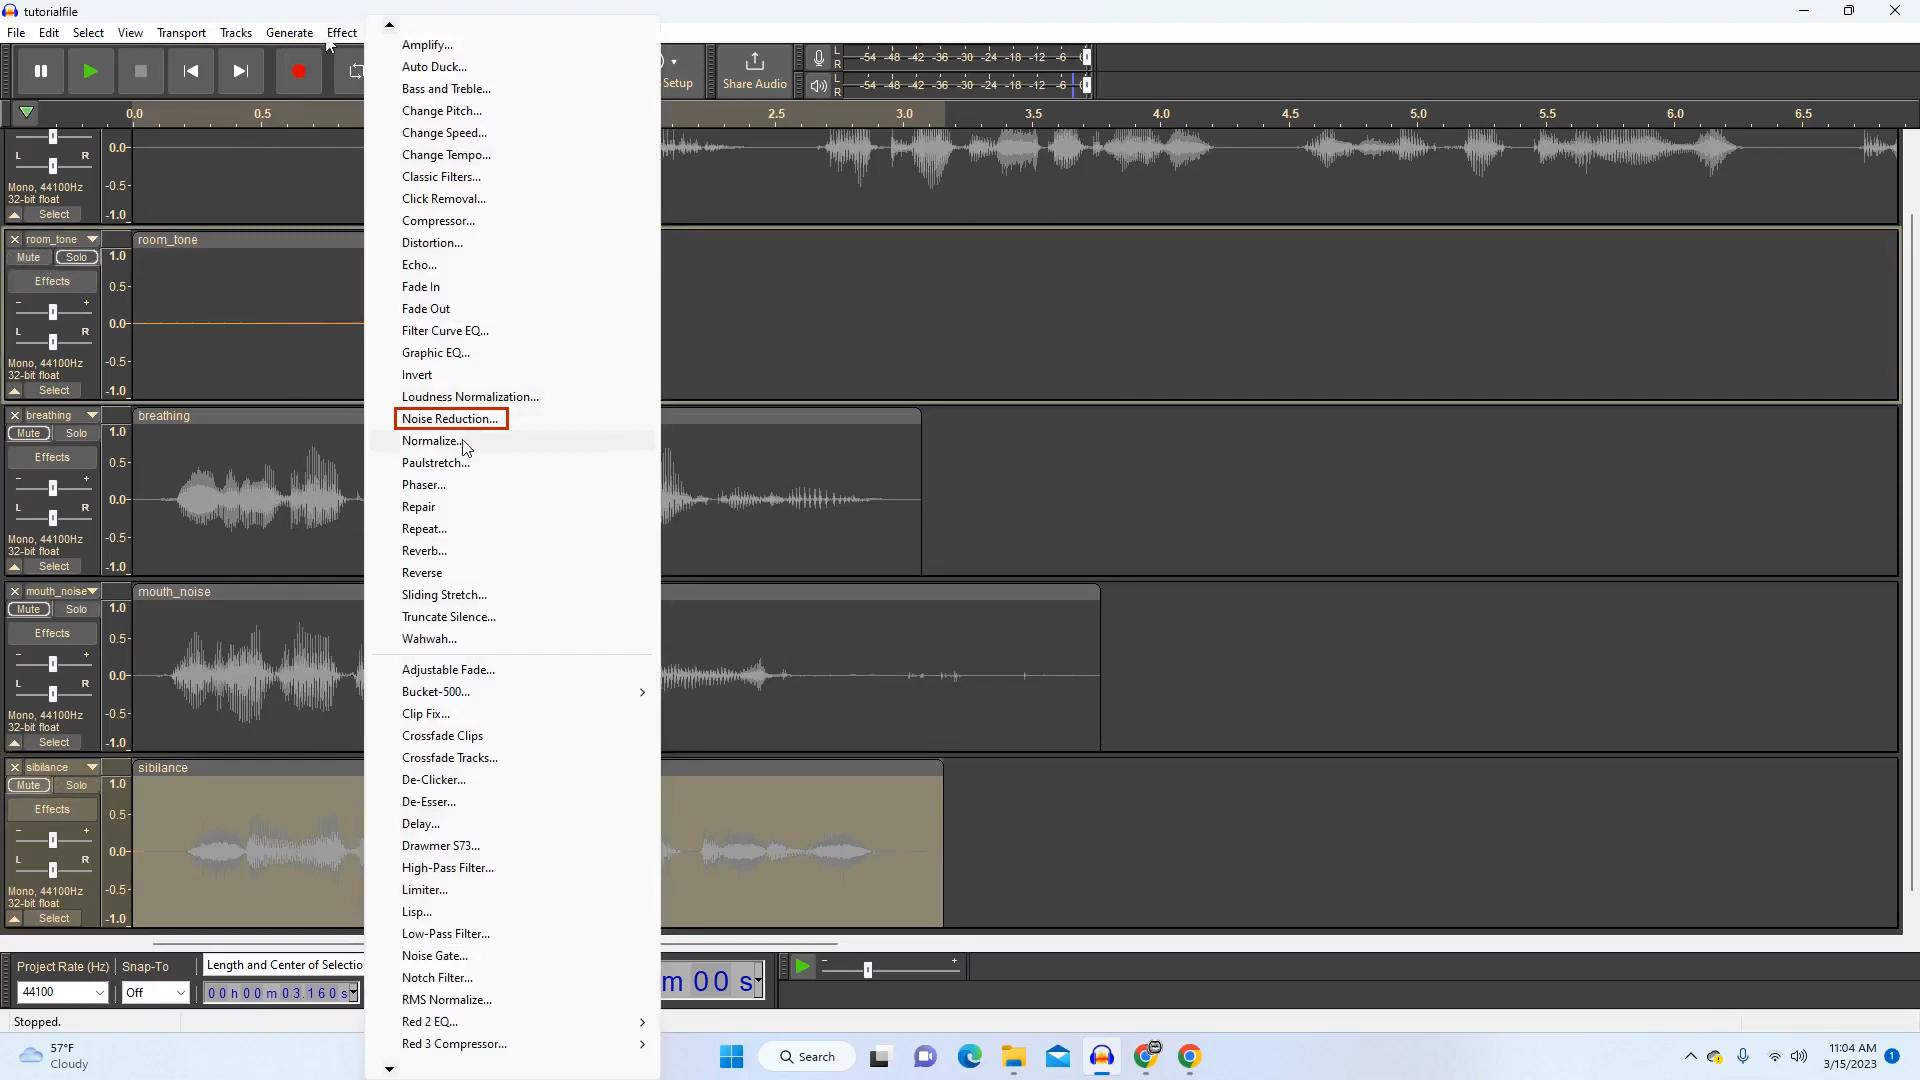 tutorialfile
File Edit Select View Transport Tracks Generate Effect
Setup
Share Audio
L R -54 -48 -42 -36 -30 -24 -18 -12 -6
L R -54 -48 -42 -36 -30 -24 -18 -12 -6
0.0 0.5 2.5 3.0 3.5 4.0 4.5 5.0 5.5 6.0 6.5
L R
Mono, 44100Hz
32-bit float
Select
0.0
-0.5
-1.0
room_tone
Mute Solo
Effects
- +
L R
Mono, 44100Hz
32-bit float
Select
1.0
0.5
0.0
-0.5
-1.0
room_tone
breathing
Mute Solo
Effects
- +
L R
Mono, 44100Hz
32-bit float
Select
1.0
0.5
0.0
-0.5
-1.0
breathing
mouth_noise
Mute Solo
Effects
- +
L R
Mono, 44100Hz
32-bit float
Select
1.0
0.5
0.0
-0.5
-1.0
mouth_noise
sibilance
Mute Solo
Effects
- +
L R
Mono, 44100Hz
32-bit float
Select
1.0
0.5
0.0
-0.5
-1.0
sibilance
Amplify...
Auto Duck...
Bass and Treble...
Change Pitch...
Change Speed...
Change Tempo...
Classic Filters...
Click Removal...
Compressor...
Distortion...
Echo...
Fade In
Fade Out
Filter Curve EQ...
Graphic EQ...
Invert
Loudness Normalization...
Noise Reduction...
Normalize...
Paulstretch...
Phaser...
Repair
Repeat...
Reverb...
Reverse
Sliding Stretch...
Truncate Silence...
Wahwah...
Adjustable Fade...
Bucket-500...
Clip Fix...
Crossfade Clips
Crossfade Tracks...
De-Clicker...
De-Esser...
Delay...
Drawmer S73...
High-Pass Filter...
Limiter...
Lisp...
Low-Pass Filter...
Noise Gate...
Notch Filter...
RMS Normalize...
Red 2 EQ...
Red 3 Compressor...
Project Rate (Hz) Snap-To Length and Center of Selectio
44100 Off 00 h 00 m 03.160 s
m 00 s
- +
Stopped.
57°F
Cloudy
Search
11:04 AM
3/15/2023
1